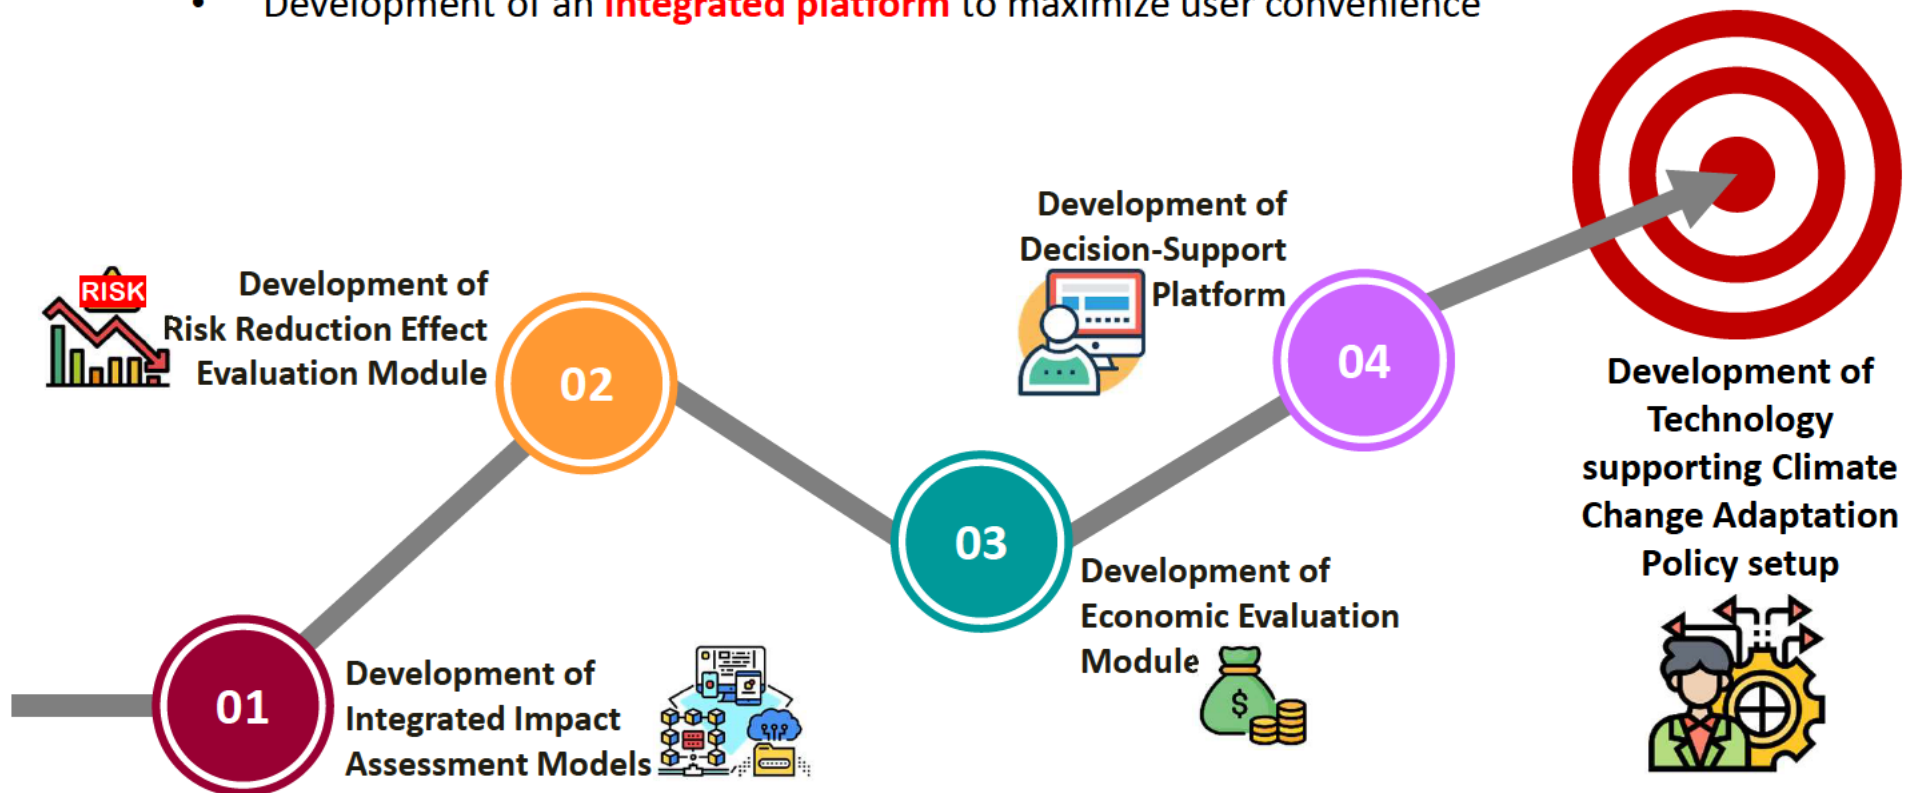 • Development of an integrated platform to maximize user convenience
RISK
Development of
Risk Reduction Effect
Evaluation Module
02
Development of
Decision-Support
Platform
04
Development of
Technology
supporting Climate
Change Adaptation
Policy setup
03
Development of
Economic Evaluation
Module
$
01
Development of
Integrated Impact
Assessment Models